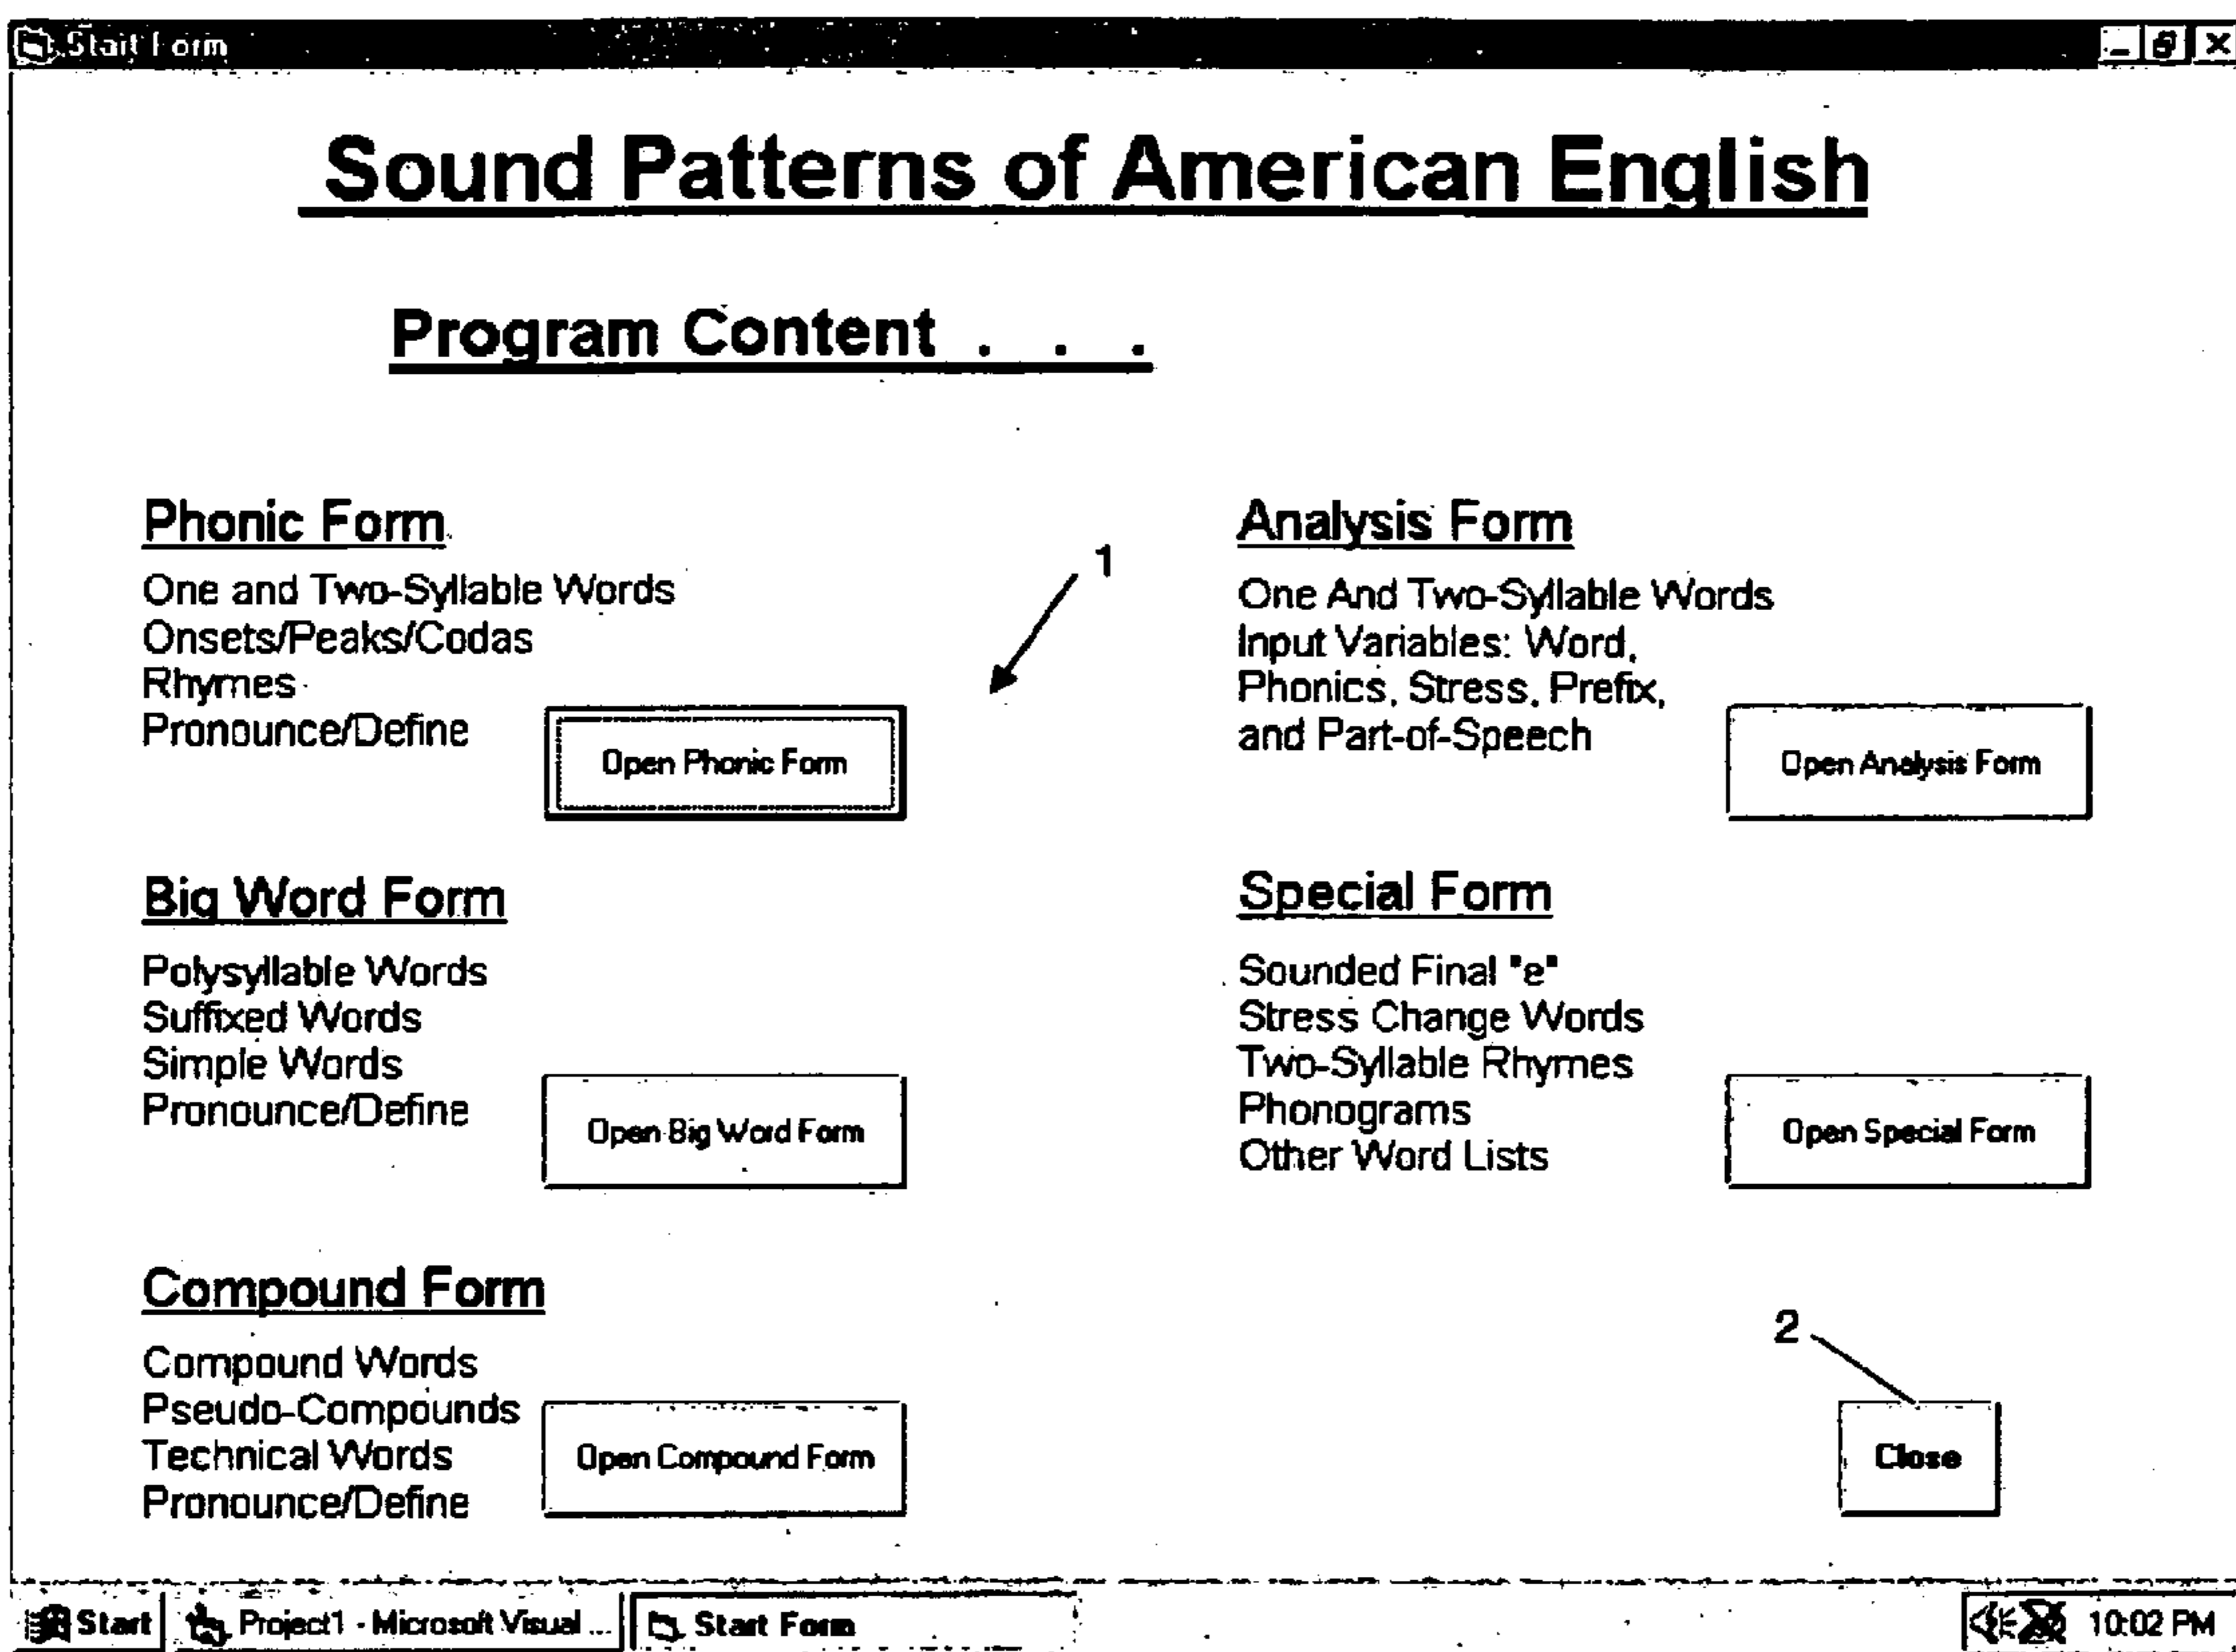 Start Form
Sound Patterns of American English
Program Content . . .
Phonic Form
One and Two-Syllable Words
Onsets/Peaks/Codas
Rhymes
Pronounce/Define
Open Phonic Form
1
Analysis Form
One And Two-Syllable Words
Input Variables: Word,
Phonics, Stress, Prefix,
and Part-of-Speech
Open Analysis Form
Big Word Form
Polysyllable Words
Suffixed Words
Simple Words
Pronounce/Define
Open Big Word Form
Special Form
Sounded Final "e"
Stress Change Words
Two-Syllable Rhymes
Phonograms
Other Word Lists
Open Special Form
Compound Form
Compound Words
Pseudo-Compounds
Technical Words
Pronounce/Define
Open Compound Form
2
Close
Start
Project1 - Microsoft Visual ...
Start Form
10:02 PM